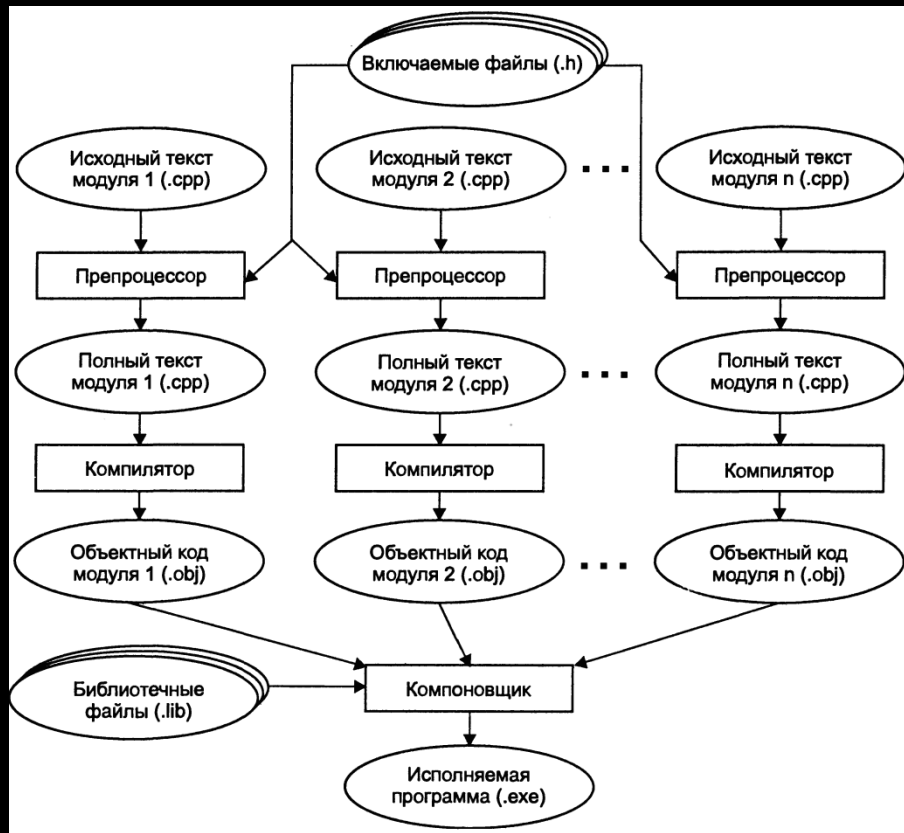 Включаемые файлы (.h)
Исходный текст
модуля 1 (.cpp)
Исходный текст
модуля 2 (.cpp)
Исходный текст
модуля n (.cpp)
Препроцессор
Препроцессор
Препроцессор
Полный текст
модуля 1 (.cpp)
Полный текст
модуля 2 (.cpp)
Полный текст
модуля n (.cpp)
Компилятор
Компилятор
Компилятор
Объектный код
модуля 1 (.obj)
Объектный код
модуля 2 (.obj)
Объектный код
модуля n (.obj)
Библиотечные
файлы (.lib)
Компоновщик
Исполняемая
программа (.exe)